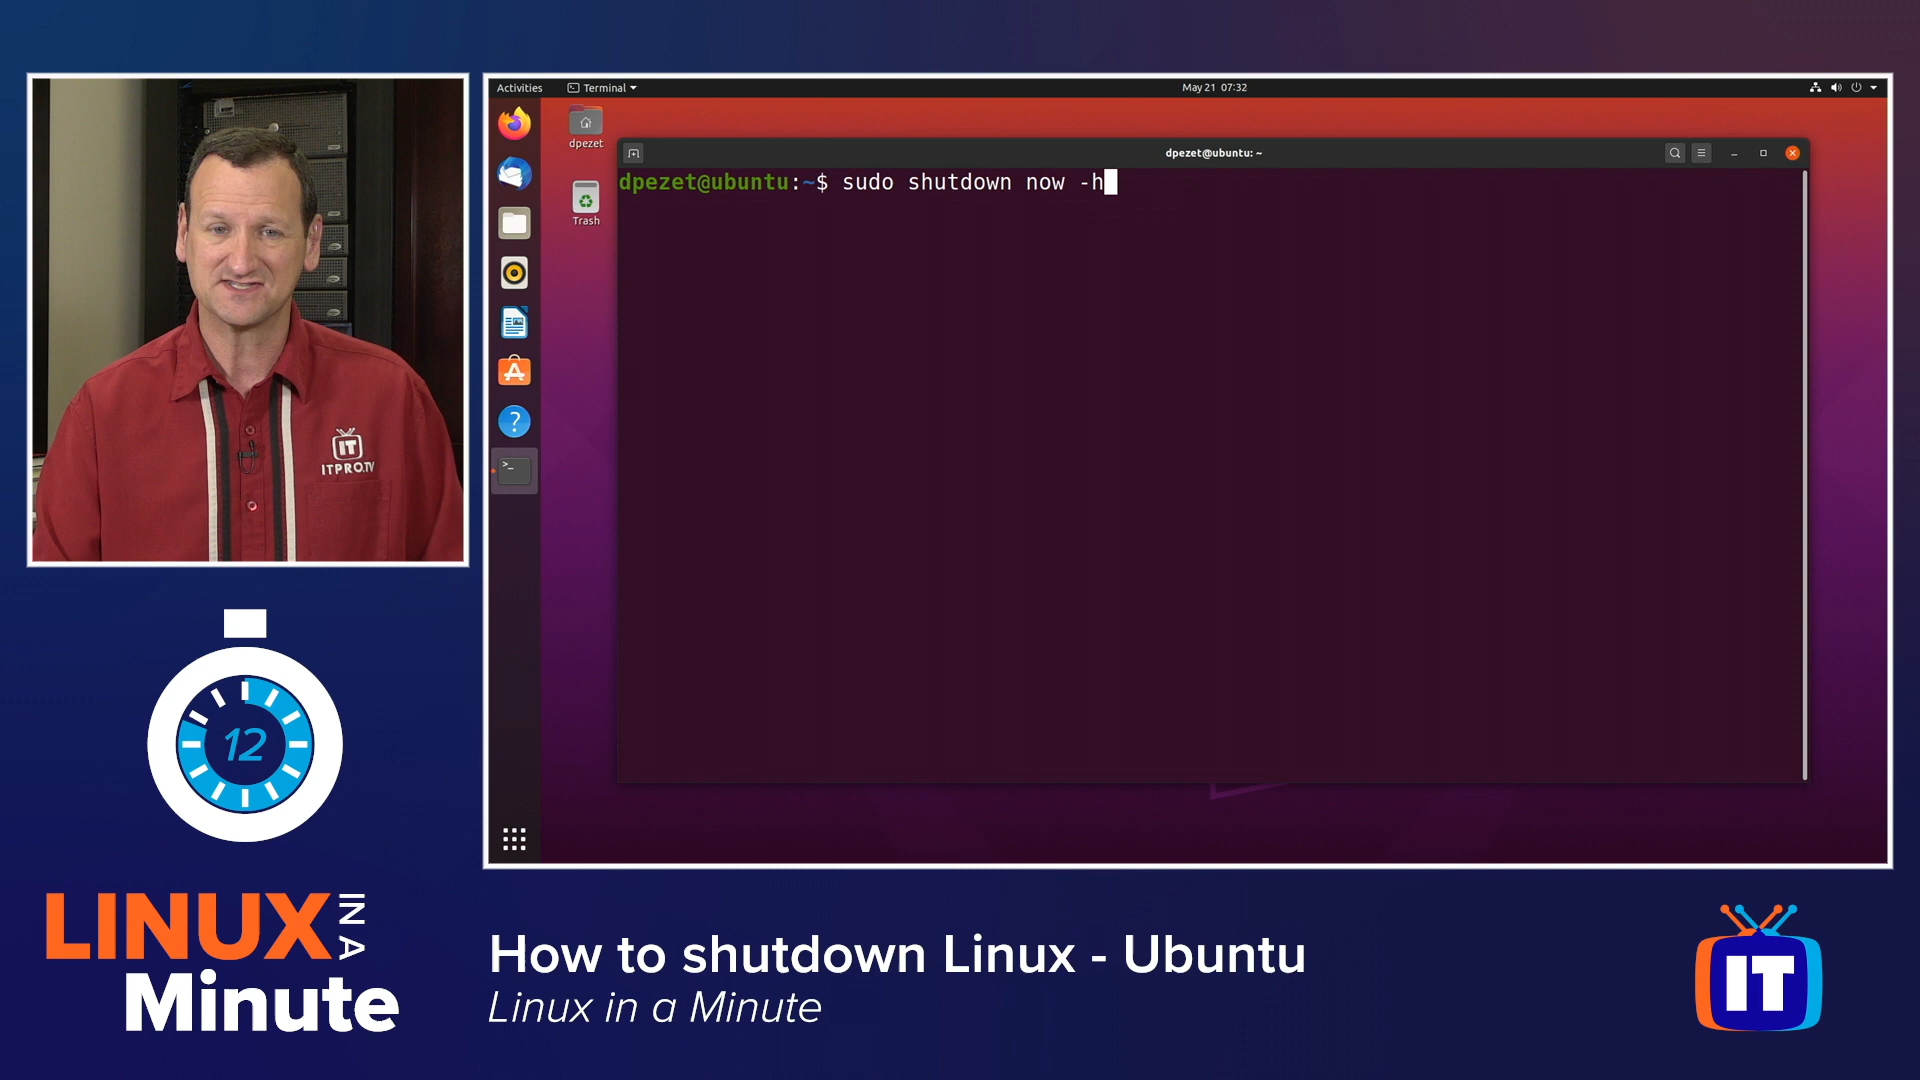 Activities
Terminal
May 21 07:32
dpezet
Trash
dpezet@ubuntu: ~
dpezet@ubuntu:~$ sudo shutdown now -h
IT
ITPRO.TV
12
LINUX IN A
Minute
How to shutdown Linux - Ubuntu
Linux in a Minute
IT